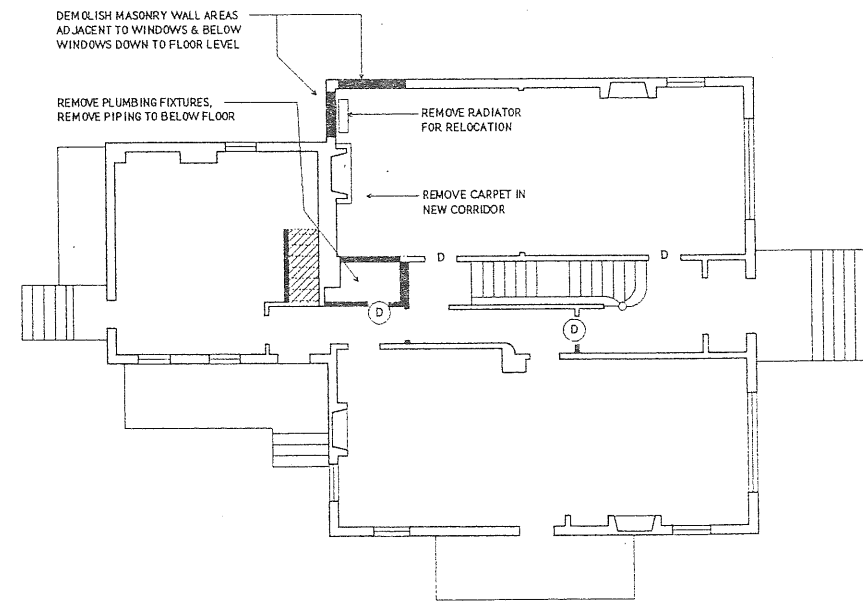 DEMOLISH MASONRY WALL AREAS
ADJACENT TO WINDOWS & BELOW
WINDOWS DOWN TO FLOOR LEVEL
REMOVE PLUMBING FIXTURES,
REMOVE PIPING TO BELOW FLOOR
REMOVE RADIATOR
FOR RELOCATION
REMOVE CARPET IN
NEW CORRIDOR
D
D
D
D